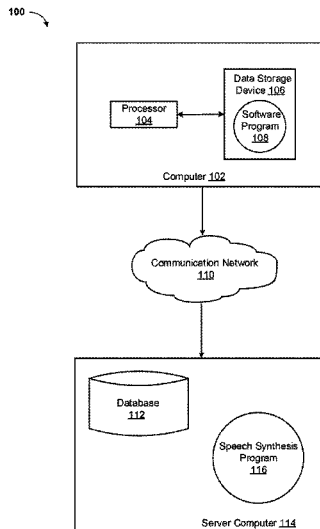 100
Data Storage
Device 106
Processor
104
Software
Program
108
Computer 102
Communication Network
110
Database
112
Speech Synthesis
Program
116
Server Computer 114